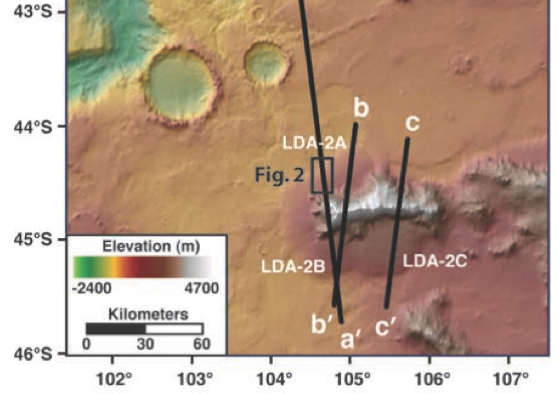 43°S
44°S
b
c
LDA-2A
Fig. 2
45°S
LDA-2B
LDA-2C
Elevation (m)
-2400 4700
Kilometers
0 30 60
b′ a′ c′
46°S
102° 103° 104° 105° 106° 107°